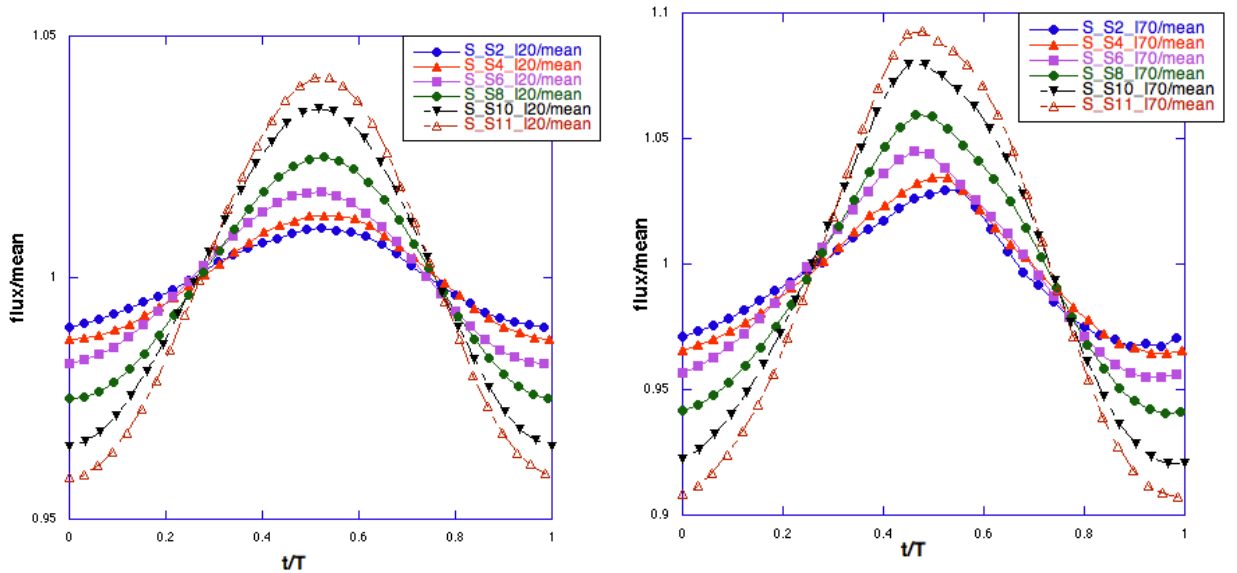 1.05
1
0.95
flux/mean
0 0.2 0.4 0.6 0.8 1
t/T
S_S2_I20/mean
S_S4_I20/mean
S_S6_I20/mean
S_S8_I20/mean
S_S10_I20/mean
S_S11_I20/mean
1.1
1.05
1
0.95
0.9
flux/mean
0 0.2 0.4 0.6 0.8 1
t/T
S_S2_I70/mean
S_S4_I70/mean
S_S6_I70/mean
S_S8_I70/mean
S_S10_I70/mean
S_S11_I70/mean